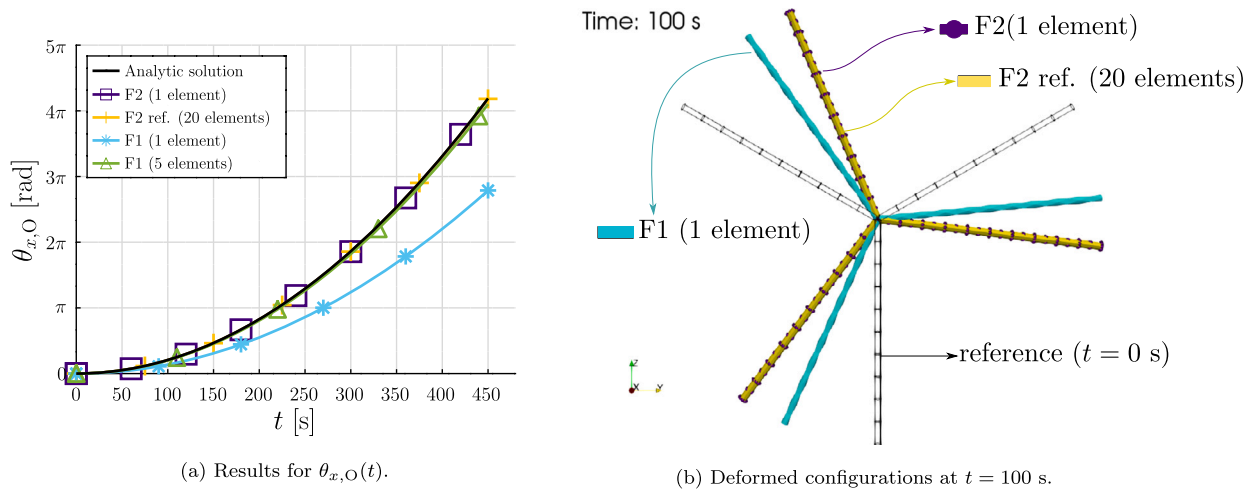 5π
4π
3π
2π
π
0
θx,O [rad]
Analytic solution
F2 (1 element)
F2 ref. (20 elements)
F1 (1 element)
F1 (5 elements)
0 50 100 150 200 250 300 350 400 450
t [s]
(a) Results for θx,O(t).
Time: 100 s
F2(1 element)
F2 ref. (20 elements)
F1 (1 element)
reference (t = 0 s)
Z
X
Y
(b) Deformed configurations at t = 100 s.